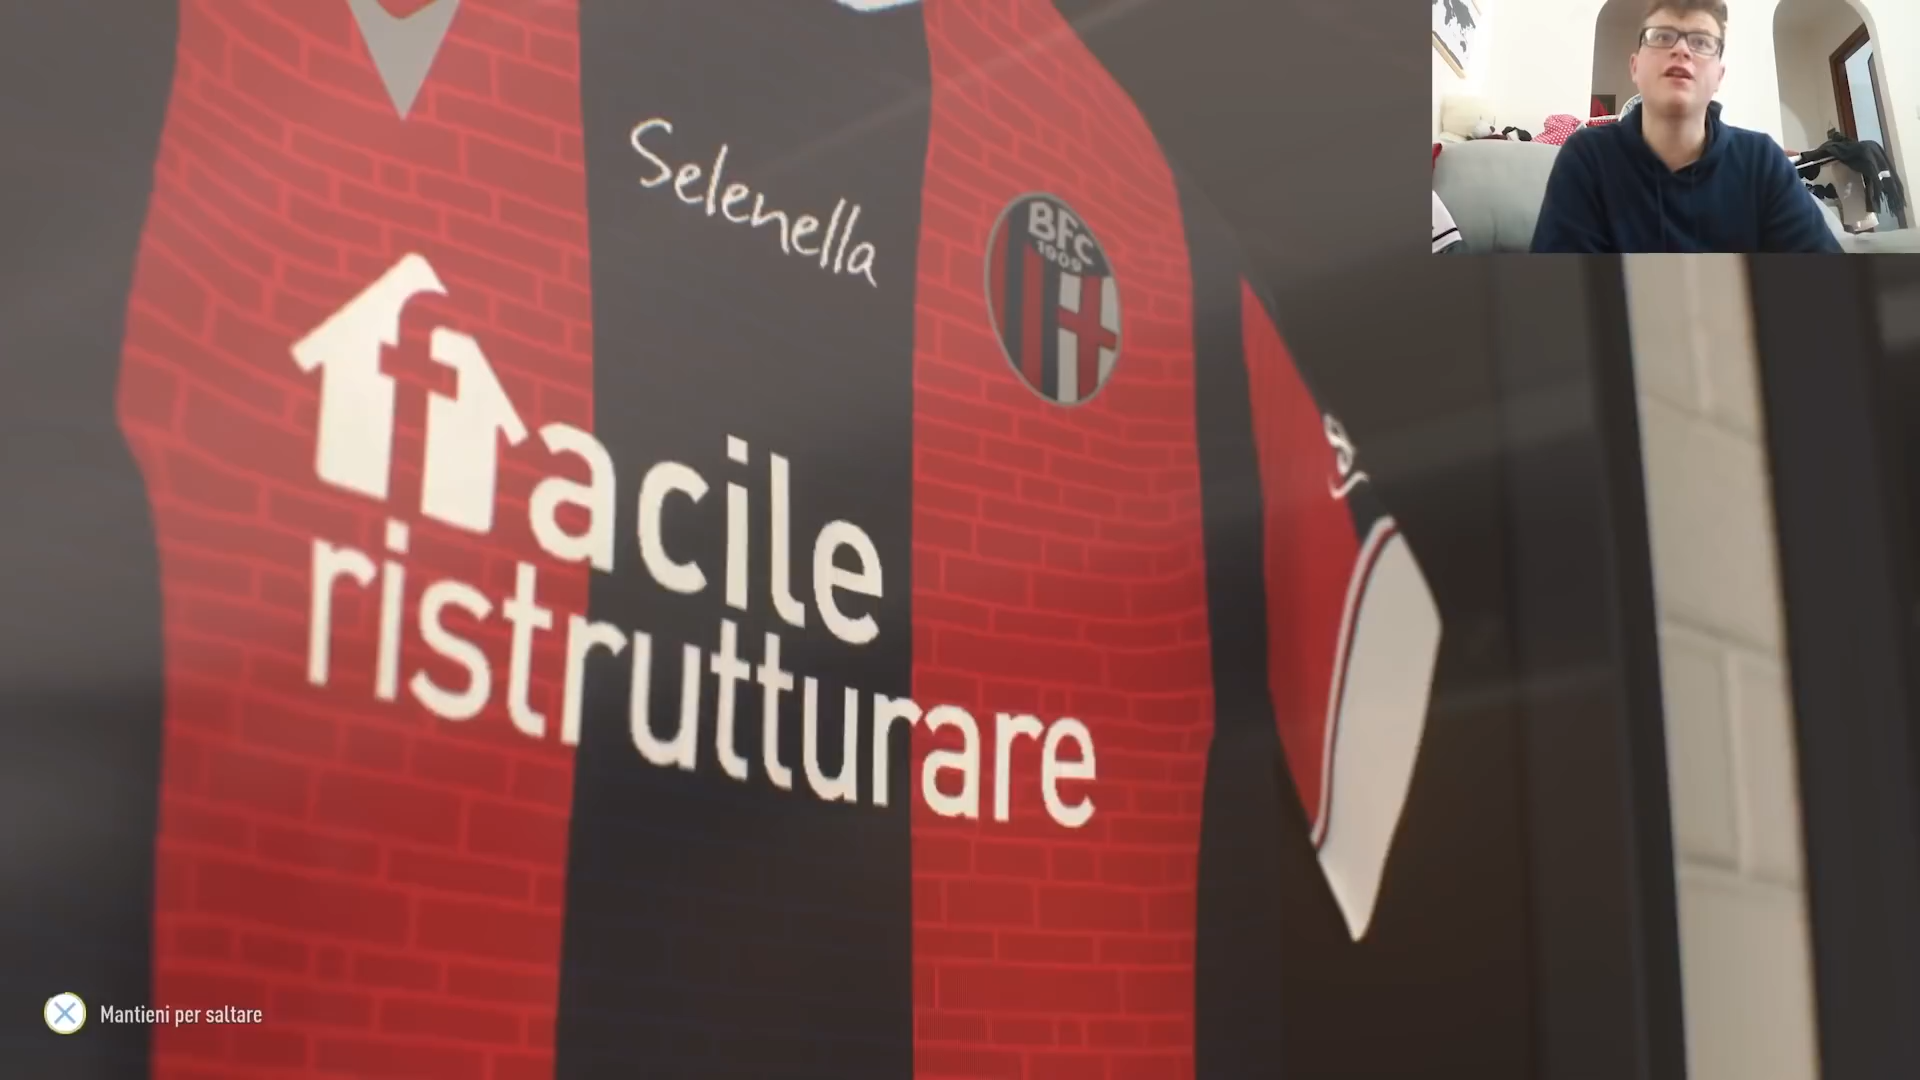 Selenella
BFC
1909
facile
ristrutturare
Mantieni per saltare